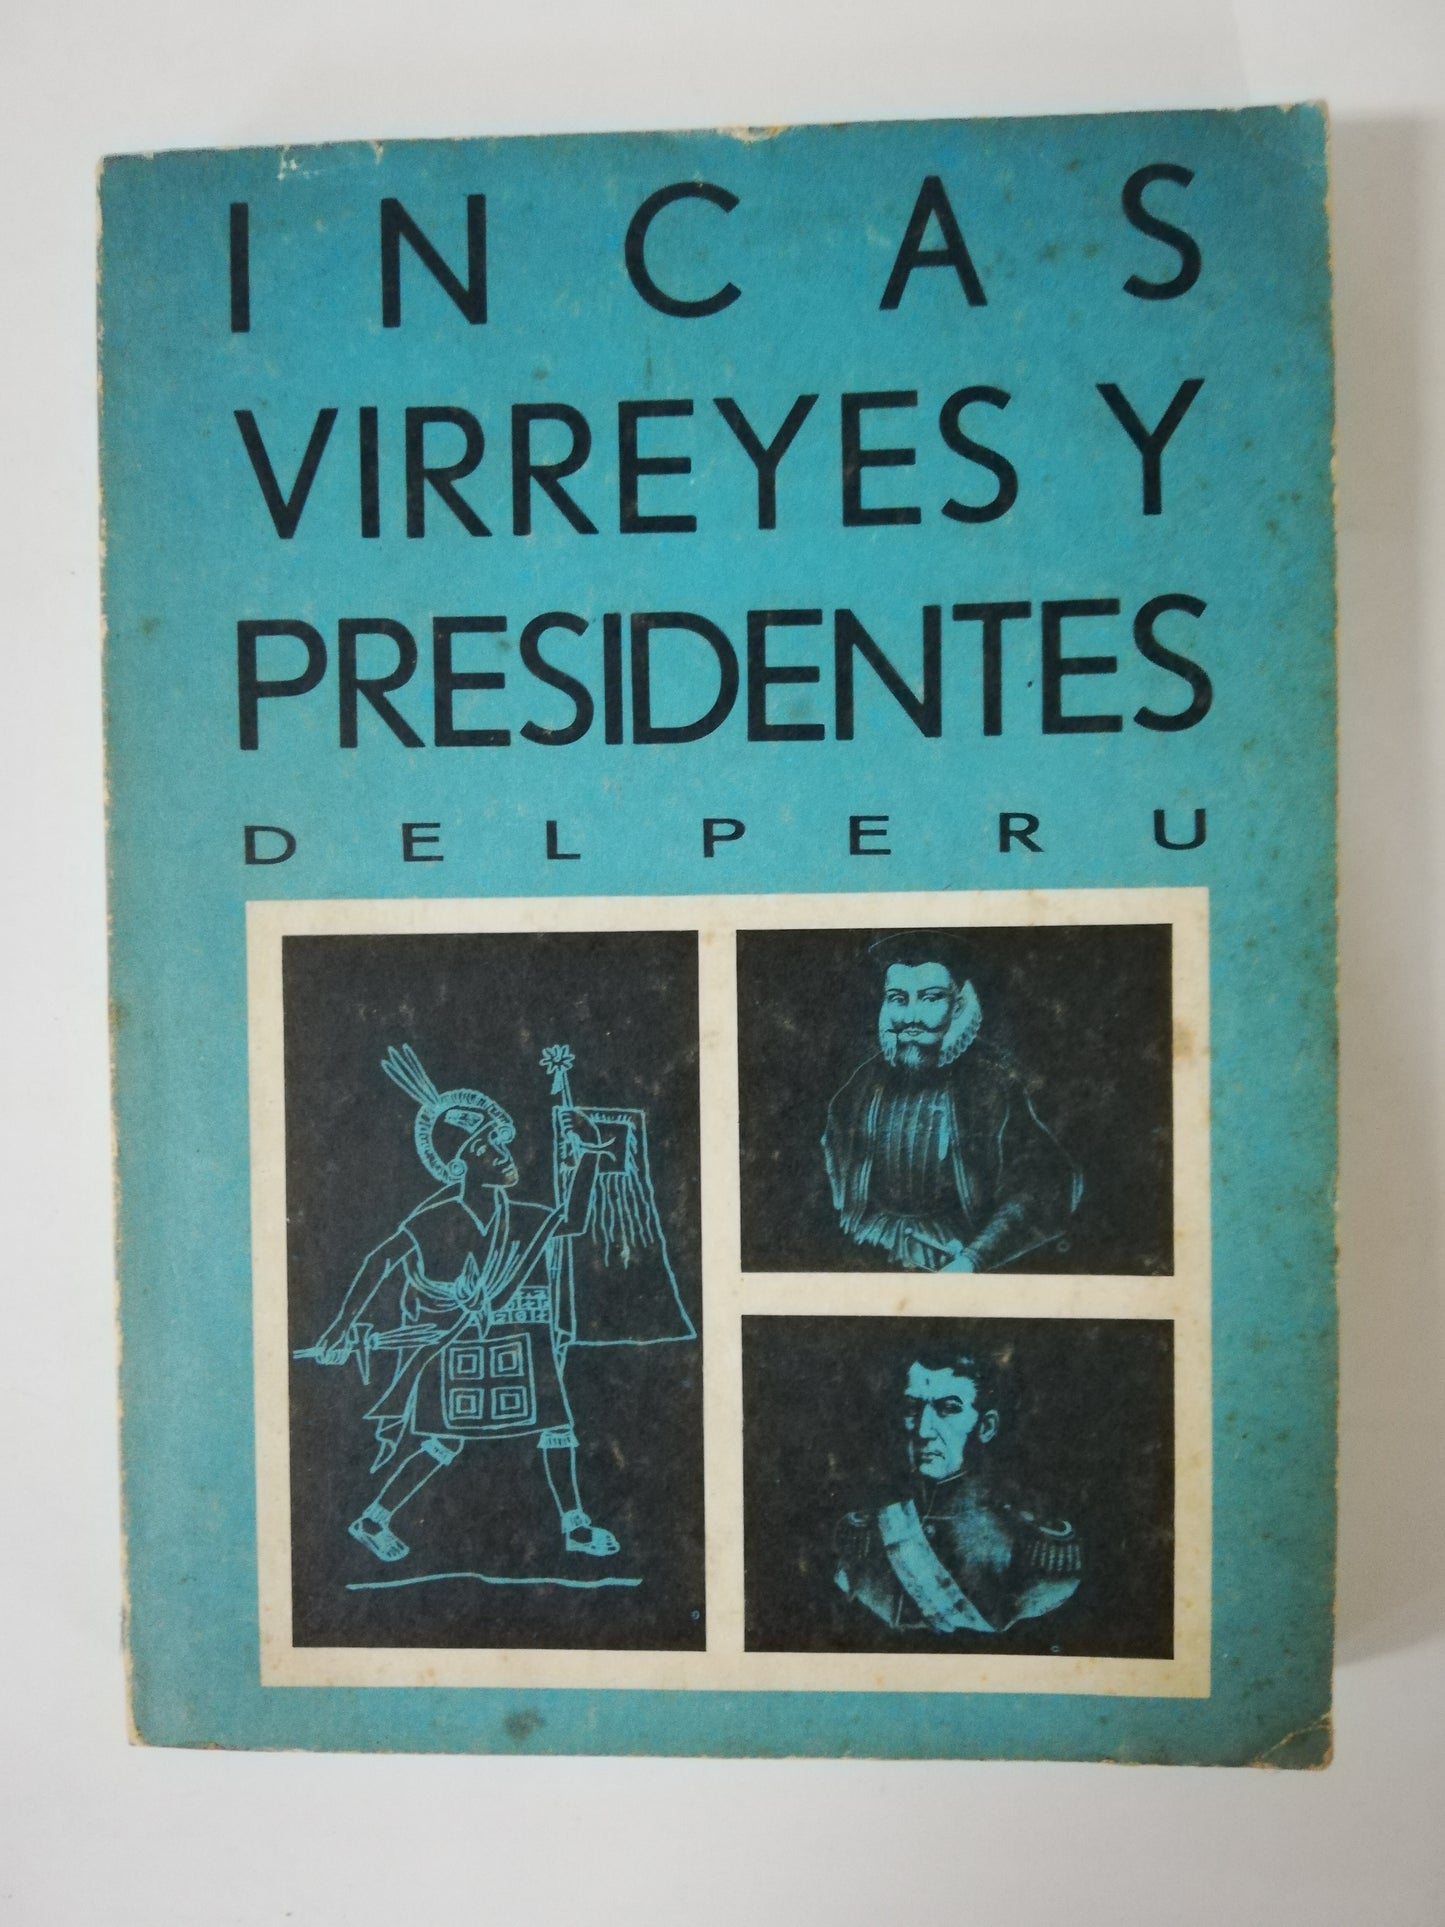 INCAS
VIRREYES Y
PRESIDENTES
DEL PERU